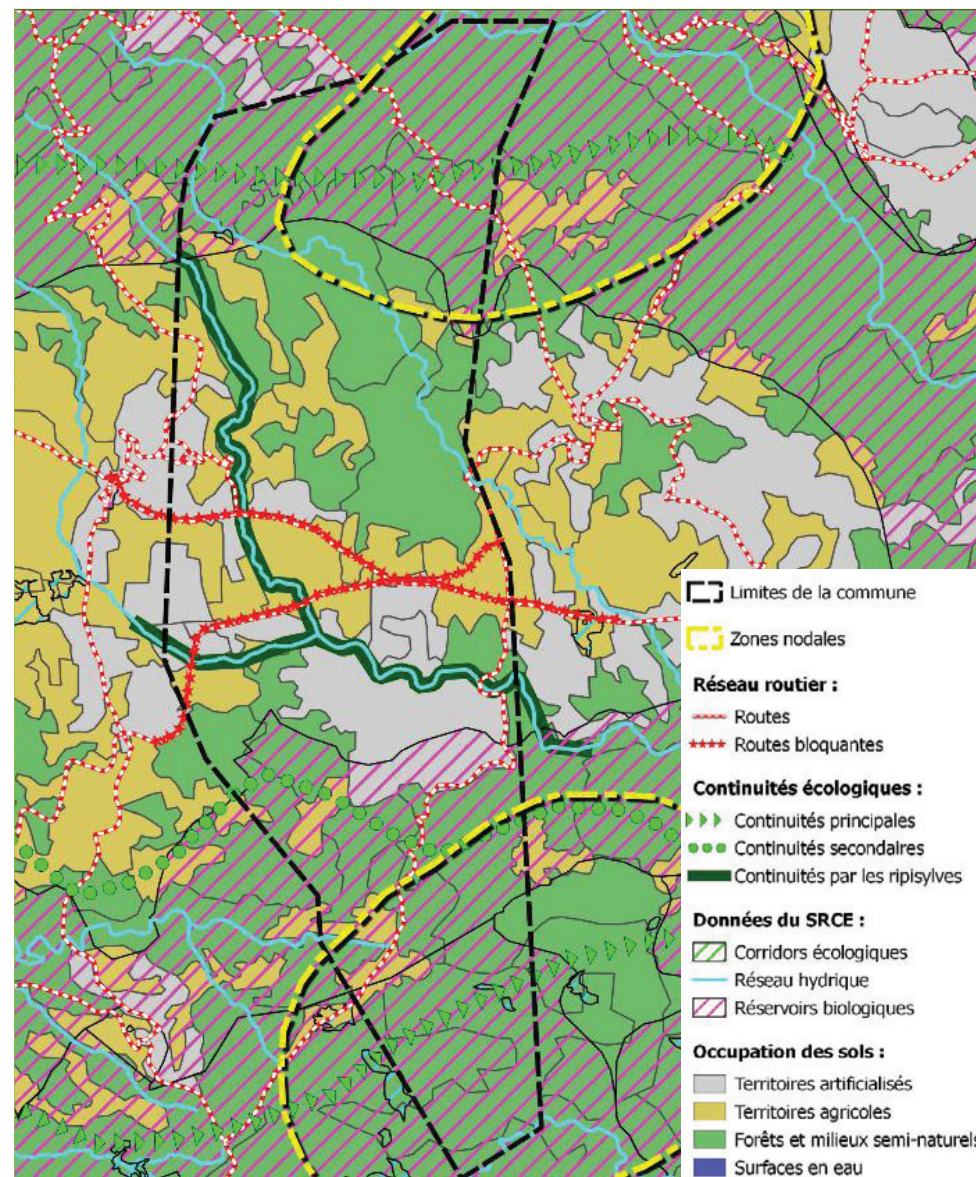 Limites de la commune
Zones nodales
Réseau routier :
Routes
Routes bloquantes
Continuités écologiques :
Continuités principales
Continuités secondaires
Continuités par les ripisylves
Données du SRCE :
Corridors écologiques
Réseau hydrique
Réservoirs biologiques
Occupation des sols :
Territoires artificialisés
Territoires agricoles
Forêts et milieux semi-naturels
Surfaces en eau